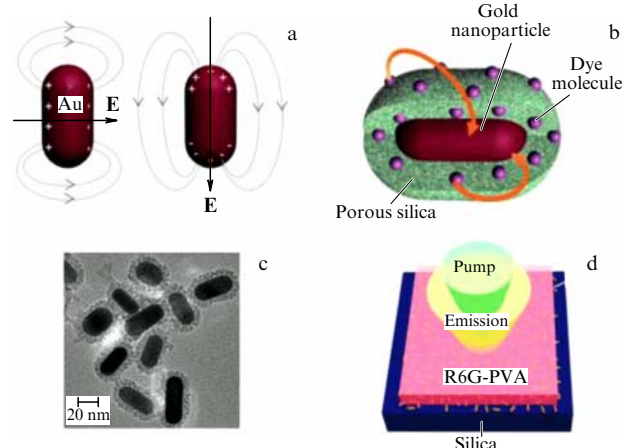 a
Au
E
E
b
Gold
nanoparticle
Dye
molecule
Porous silica
c
20 nm
d
Pump
Emission
R6G-PVA
Silica